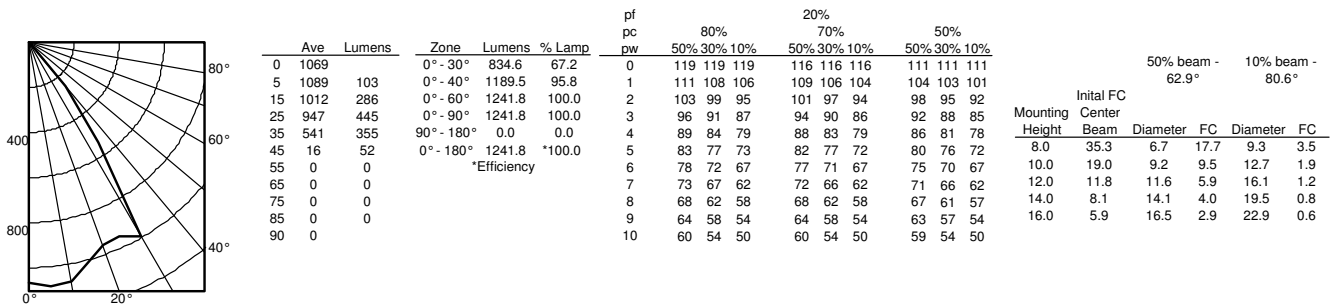 80°
60°
40°
400
800
0° 20°
Ave Lumens
0 1069
5 1089 103
15 1012 286
25 947 445
35 541 355
45 16 52
55 0 0
65 0 0
75 0 0
85 0 0
90 0
Zone Lumens % Lamp
0° - 30° 834.6 67.2
0° - 40° 1189.5 95.8
0° - 60° 1241.8 100.0
0° - 90° 1241.8 100.0
90° - 180° 0.0 0.0
0° - 180° 1241.8 *100.0
*Efficiency
pf 20%
pc 80% 70% 50%
pw 50% 30% 10% 50% 30% 10% 50% 30% 10%
0 119 119 119 116 116 116 111 111 111
1 111 108 106 109 106 104 104 103 101
2 103 99 95 101 97 94 98 95 92
3 96 91 87 94 90 86 92 88 85
4 89 84 79 88 83 79 86 81 78
5 83 77 73 82 77 72 80 76 72
6 78 72 67 77 71 67 75 70 67
7 73 67 62 72 66 62 71 66 62
8 68 62 58 68 62 58 67 61 57
9 64 58 54 64 58 54 63 57 54
10 60 54 50 60 54 50 59 54 50
50% beam - 10% beam -
62.9° 80.6°
Inital FC
Mounting Center
Height Beam Diameter FC Diameter FC
8.0 35.3 6.7 17.7 9.3 3.5
10.0 19.0 9.2 9.5 12.7 1.9
12.0 11.8 11.6 5.9 16.1 1.2
14.0 8.1 14.1 4.0 19.5 0.8
16.0 5.9 16.5 2.9 22.9 0.6